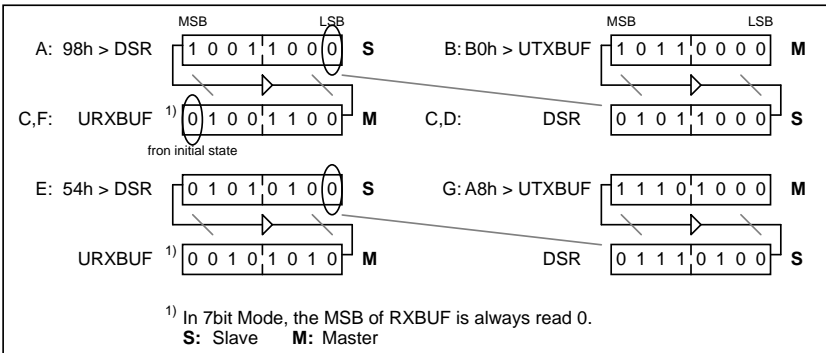 MSB LSB MSB LSB
A: 98h > DSR 1 0 0 1 1 0 0 0 S B: B0h > UTXBUF 1 0 1 1 0 0 0 0 M
C,F: URXBUF 1) 0 1 0 0 1 1 0 0 M C,D: DSR 0 1 0 1 1 0 0 0 S
fron initial state
E: 54h > DSR 0 1 0 1 0 1 0 0 S G: A8h > UTXBUF 1 1 1 0 1 0 0 0 M
URXBUF 1) 0 0 1 0 1 0 1 0 M DSR 0 1 1 1 0 1 0 0 S
1) In 7bit Mode, the MSB of RXBUF is always read 0.
S: Slave M: Master